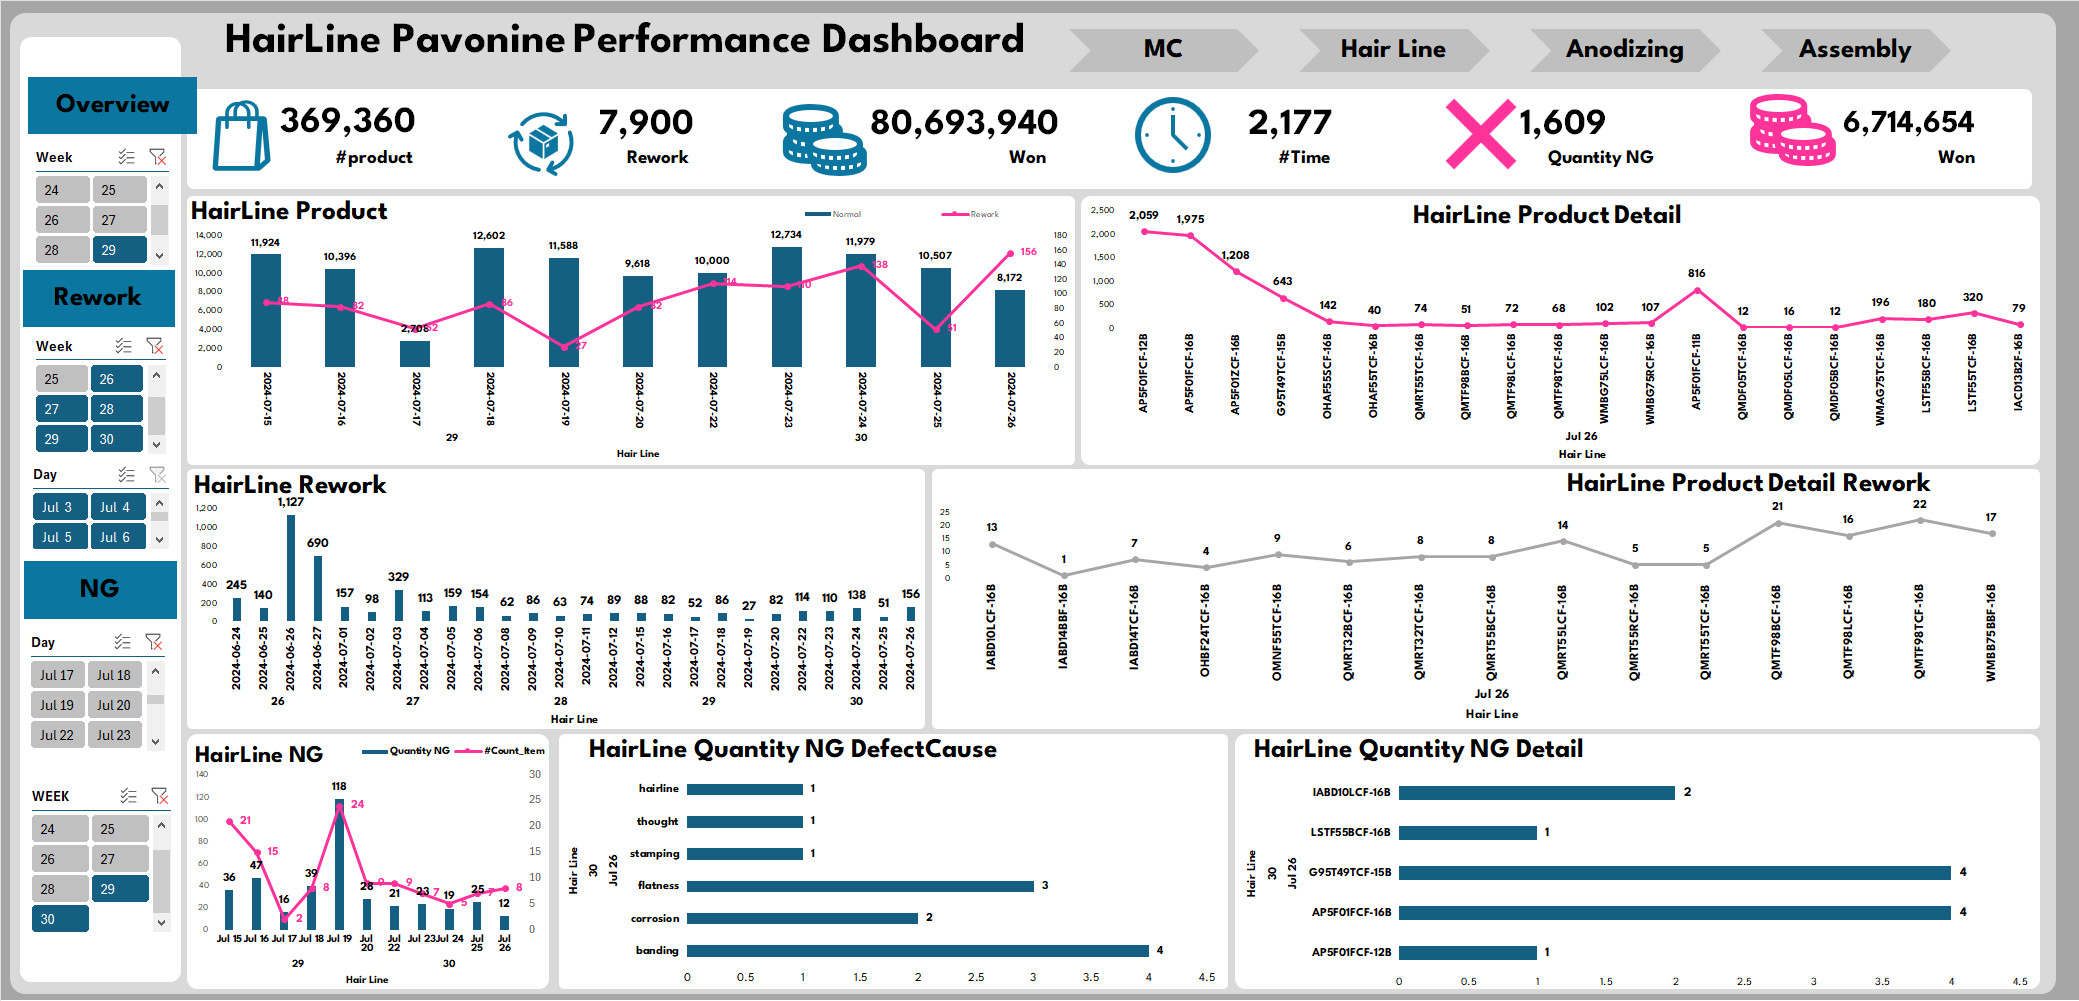 HairLine Pavonine Performance Dashboard
MC
Hair Line
Anodizing
Assembly
Overview
369,360
#product
7,900
Rework
80,693,940
Won
2,177
#Time
1,609
Quantity NG
6,714,654
Won
Week
24 25
26 27
28 29
Rework
Week
25 26
27 28
29 30
Day
Jul 3 Jul 4
Jul 5 Jul 6
NG
Day
Jul 17 Jul 18
Jul 19 Jul 20
Jul 22 Jul 23
WEEK
24 25
26 27
28 29
30
HairLine Product
Normal Rework
14,000
12,000
10,000
8,000
6,000
4,000
2,000
0
180
160
140
120
100
80
60
40
20
0
11,924 10,396 2,708 12,602 11,588 9,618 10,000 12,734 11,979 10,507 8,172
88 82 52 86 27 82 114 110 138 51 156
2024-07-15 2024-07-16 2024-07-17 2024-07-18 2024-07-19 2024-07-20 2024-07-22 2024-07-23 2024-07-24 2024-07-25 2024-07-26
29 30
Hair Line
HairLine Product Detail
2,500
2,000
1,500
1,000
500
0
2,059 1,975 1,208 643 142 40 74 51 72 68 102 107 816 12 16 12 196 180 320 79
AP5F01FCF-12B AP5F01FCF-16B AP5F01ZCF-16B G95T49TCF-15B OHAF55SCF-16B OHAF55TCF-16B QMRT55TCF-16B QMTF98BCF-16B QMTF98LCF-16B QMTF98TCF-16B WMBG75LCF-16B WMBG75RCF-16B AP5F01FCF-11B QMDF05TCF-16B QMDF05LCF-16B QMDF05BCF-16B WMAG75TCF-16B LSTF55BCF-16B LSTF55TCF-16B IACD13B2F-16B
Jul 26
Hair Line
HairLine Rework
1,200
1,000
800
600
400
200
0
245 140 1,127 690 157 98 329 113 159 154 62 86 63 74 89 88 82 52 86 27 82 114 110 138 51 156
2024-06-24 2024-06-25 2024-06-26 2024-06-27 2024-07-01 2024-07-02 2024-07-03 2024-07-04 2024-07-05 2024-07-06 2024-07-08 2024-07-09 2024-07-10 2024-07-11 2024-07-12 2024-07-15 2024-07-16 2024-07-17 2024-07-18 2024-07-19 2024-07-20 2024-07-22 2024-07-23 2024-07-24 2024-07-25 2024-07-26
26 27 28 29 30
Hair Line
HairLine Product Detail Rework
25
20
15
10
5
0
13 1 7 4 9 6 8 8 14 5 5 21 16 22 17
IABD10LCF-16B IABD14BBF-16B IABD14TCF-16B OHBF24TCF-16B OMNF55TCF-16B QMRT32BCF-16B QMRT32TCF-16B QMRT55BCF-16B QMRT55LCF-16B QMRT55RCF-16B QMRT55TCF-16B QMTF98BCF-16B QMTF98LCF-16B QMTF98TCF-16B WMBB75BBF-16B
Jul 26
Hair Line
HairLine NG
Quantity NG #Count_Item
140
120
100
80
60
40
20
0
30
25
20
15
10
5
0
36 47 16 39 118 28 21 23 19 25 12
21 15 2 8 24 9 9 7 5 7 8
Jul 15 Jul 16 Jul 17 Jul 18 Jul 19 Jul 20 Jul 22 Jul 23 Jul 24 Jul 25 Jul 26
29 30
Hair Line
HairLine Quantity NG DefectCause
Hair Line
30
Jul 26
hairline 1
thought 1
stamping 1
flatness 3
corrosion 2
banding 4
0 0.5 1 1.5 2 2.5 3 3.5 4 4.5
HairLine Quantity NG Detail
Hair Line
30
Jul 26
IABD10LCF-16B 2
LSTF55BCF-16B 1
G95T49TCF-15B 4
AP5F01FCF-16B 4
AP5F01FCF-12B 1
0 0.5 1 1.5 2 2.5 3 3.5 4 4.5